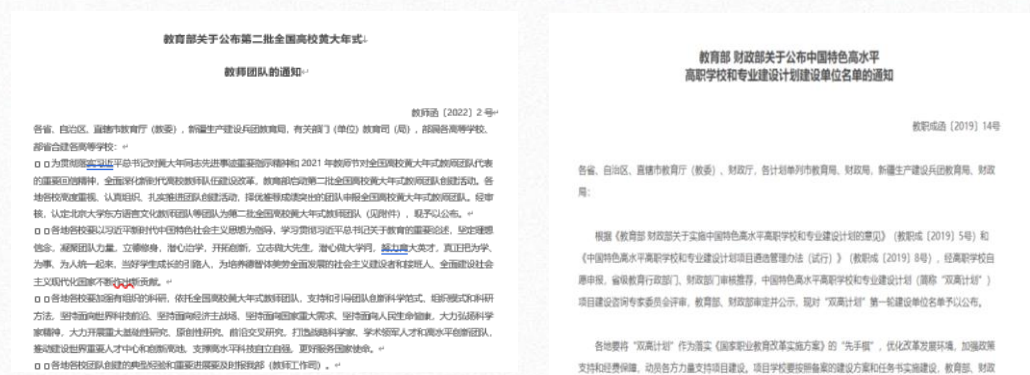 教育部关于公布第二批全国高校黄大年式
教师团队的通知
教师函〔2022〕2号
各省、自治区、直辖市教育厅（教委），新疆生产建设兵团教育局，有关部门（单位）教育司（局），部属各高等学校、
部省合建各高等学校：
为贯彻落实习近平总书记对黄大年同志先进事迹重要指示精神和2021年教师节对全国高校黄大年式教师团队代表
的重要回信精神，全面深化新时代高校教师队伍建设改革，教育部启动第二批全国高校黄大年式教师团队创建活动。各
地各校高度重视、认真组织、扎实推进团队创建活动，择优推荐成绩突出的团队申报全国高校黄大年式教师团队。经审
核，认定北京大学东方语言文化教师团队等团队为第二批全国高校黄大年式教师团队（见附件），现予以公布。
各地各校要以习近平新时代中国特色社会主义思想为指导，学习贯彻习近平总书记关于教育的重要论述，坚定理想
信念、凝聚团队力量，立德修身，潜心治学，开拓创新，立志做大先生，潜心做大学问，努力育大英才，真正把为学、
为事、为人统一起来，当好学生成长的引路人，为培养德智体美劳全面发展的社会主义建设者和接班人、全面建设社会
主义现代化国家不断作出新贡献。
各地各校要加强有组织的科研，依托全国高校黄大年式教师团队，支持和引导团队创新科学范式、组织模式和科研
方法，坚持面向世界科技前沿、坚持面向经济主战场、坚持面向国家重大需求、坚持面向人民生命健康，大力弘扬科学
家精神，大力开展重大基础性研究、原创性研究、前沿交叉研究，打造战略科学家、学术领军人才和高水平创新团队，
推动建设世界重要人才中心和创新高地，支撑高水平科技自立自强，更好服务国家使命。
各地各校团队创建的典型经验和重要进展要及时报我部（教师工作司）。
教育部 财政部关于公布中国特色高水平
高职学校和专业建设计划建设单位名单的通知
教职成函〔2019〕14号
各省、自治区、直辖市教育厅（教委）、财政厅，各计划单列市教育局、财政局，新疆生产建设兵团教育局、财政
局：
根据《教育部 财政部关于实施中国特色高水平高职学校和专业建设计划的意见》（教职成〔2019〕5号）和
《中国特色高水平高职学校和专业建设计划项目遴选管理办法（试行）》（教职成〔2019〕8号），经高职学校自
愿申报、省级教育行政部门、财政部门审核推荐，中国特色高水平高职学校和专业建设计划（简称“双高计划”）
项目建设咨询专家委员会评审，教育部、财政部审定并公示，现对“双高计划”第一轮建设单位名单予以公布。
各地要将“双高计划”作为落实《国家职业教育改革实施方案》的“先手棋”，优化改革发展环境，加强政策
支持和经费保障，动员各方力量支持项目建设。项目学校要按照备案的建设方案和任务书实施建设。教育部、财政